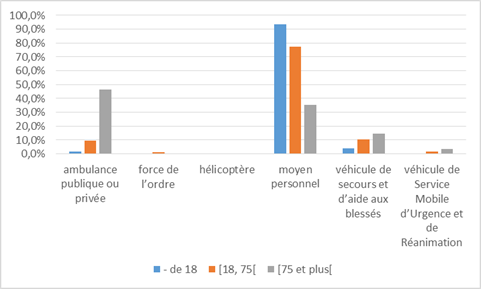 100,0%
90,0%
80,0%
70,0%
60,0%
50,0%
40,0%
30,0%
20,0%
10,0%
0,0%
ambulance
publique ou
privée
force de
l'ordre
hélicoptère
moyen
personnel
véhicule de
secours et
d'aide aux
blessés
véhicule de
Service
Mobile
d'Urgence et
de
Réanimation
- de 18
[18, 75[
[75 et plus[